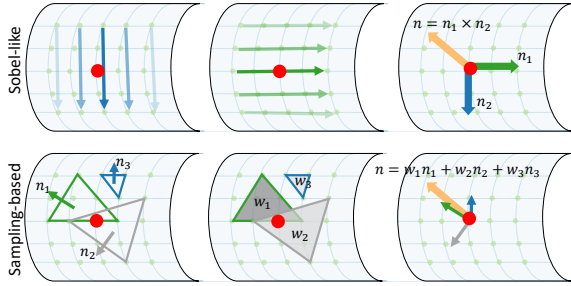 Sobel-like
n = n₁ × n₂
n₁
n₂
Sampling-based
n₁
n₃
n₂
w₁
w₃
w₂
n = w₁n₁ + w₂n₂ + w₃n₃